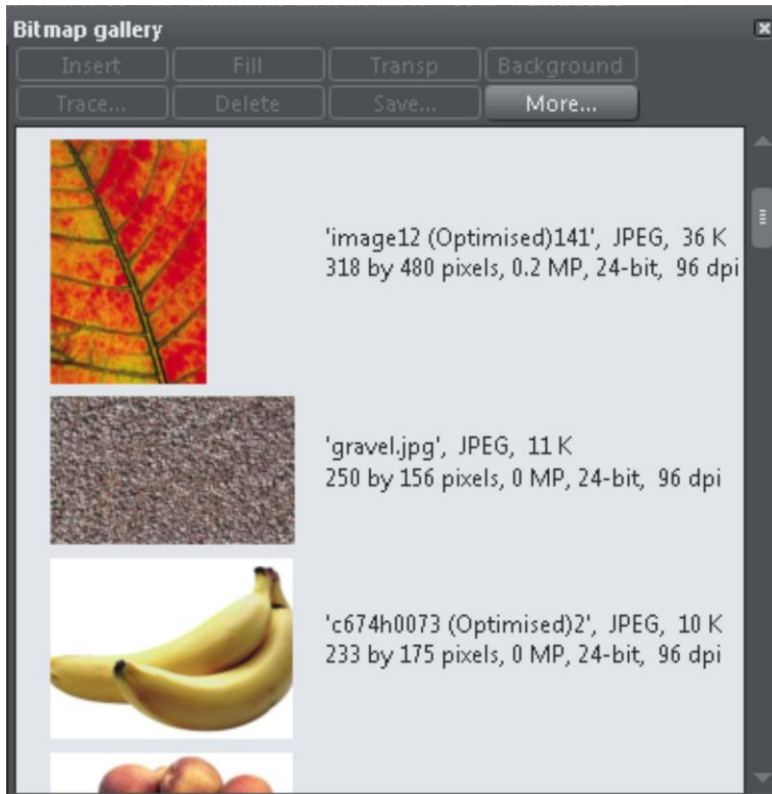 Bitmap gallery
Insert Fill Transp Background
Trace... Delete Save... More...
'image12 (Optimised)141', JPEG, 36 K
318 by 480 pixels, 0.2 MP, 24-bit, 96 dpi
'gravel.jpg', JPEG, 11 K
250 by 156 pixels, 0 MP, 24-bit, 96 dpi
'c674h0073 (Optimised)2', JPEG, 10 K
233 by 175 pixels, 0 MP, 24-bit, 96 dpi